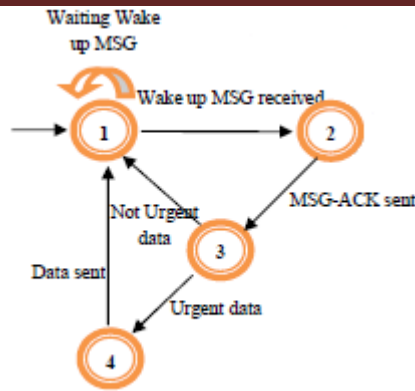 Waiting Wake
up MSG
Wake up MSG received
1
2
MSG-ACK sent
Not Urgent
data
3
Data sent
Urgent data
4